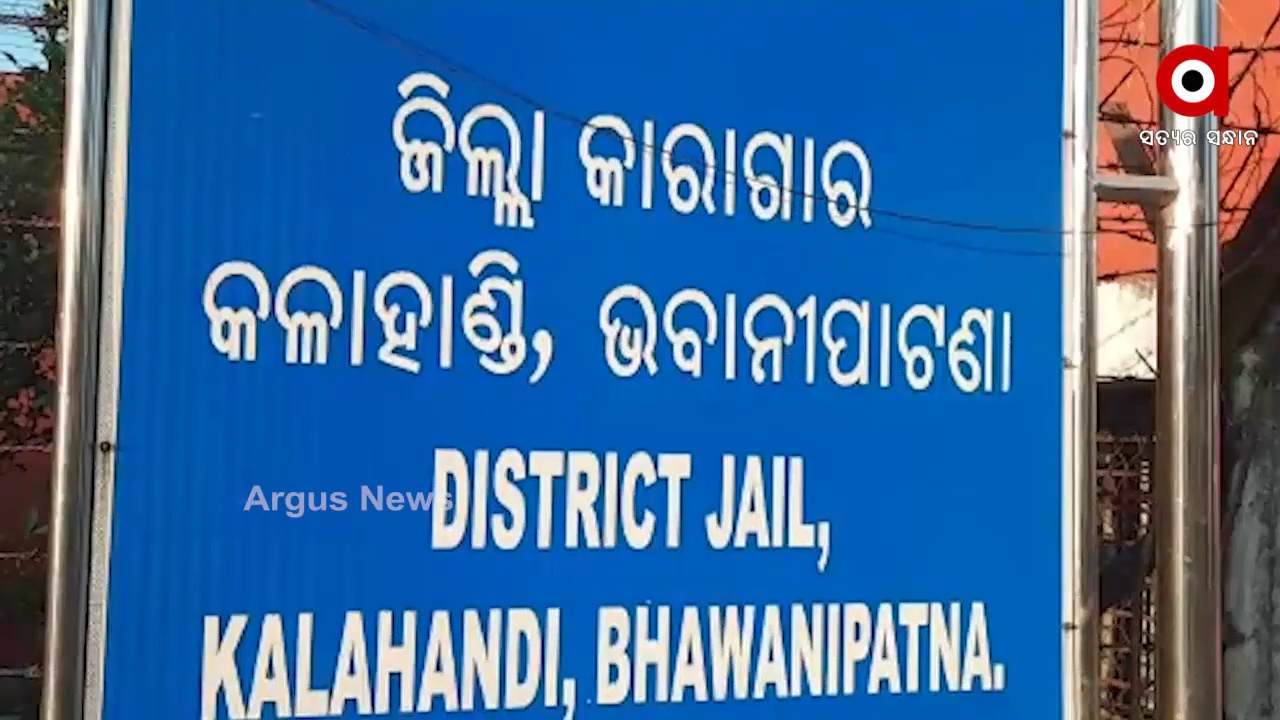 ଜିଲ୍ଲା କାରାଗାର
କଳାହାଣ୍ଡି, ଭବାନୀପାଟଣା
DISTRICT JAIL,
KALAHANDI, BHAWANIPATNA.
Argus News
a
ସତ୍ୟର ସନ୍ଧାନ